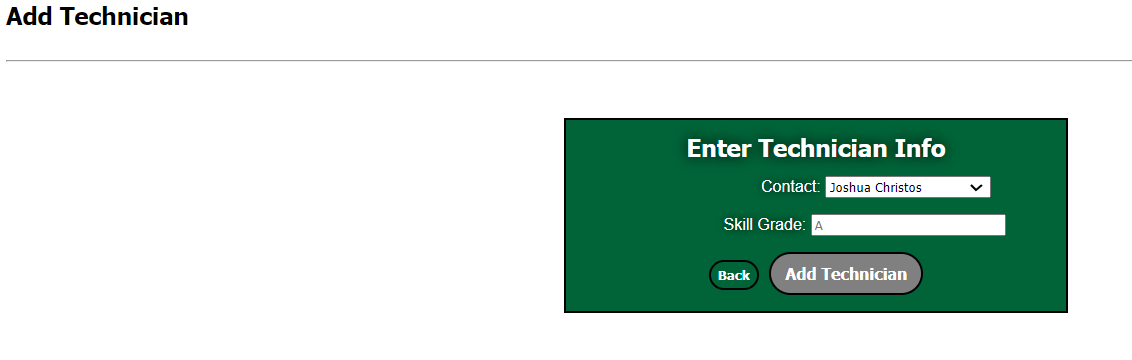 Add Technician
Enter Technician Info
Contact: Joshua Christos
Skill Grade: A
Back Add Technician